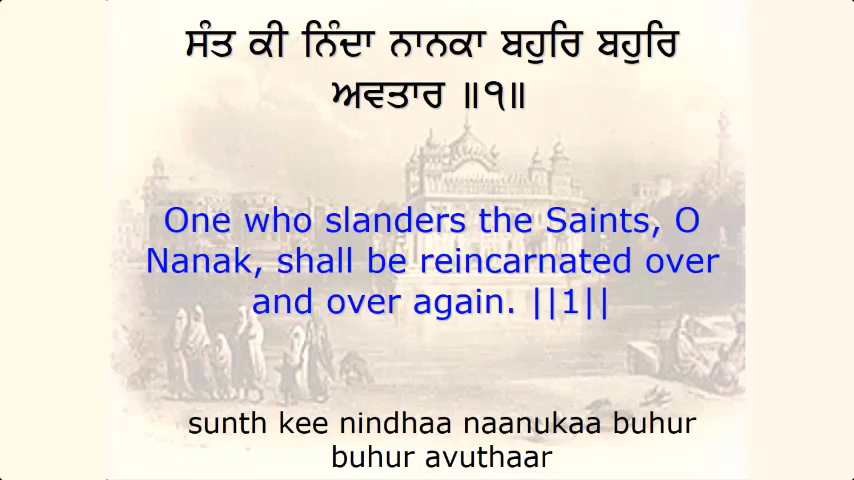 ਸੰਤ ਕੀ ਨਿੰਦਾ ਨਾਨਕਾ ਬਹੁਰਿ ਬਹੁਰਿ
ਅਵਤਾਰ ॥੧॥
One who slanders the Saints, O
Nanak, shall be reincarnated over
and over again. ||1||
sunth kee nindhaa naanukaa buhur
buhur avuthaar